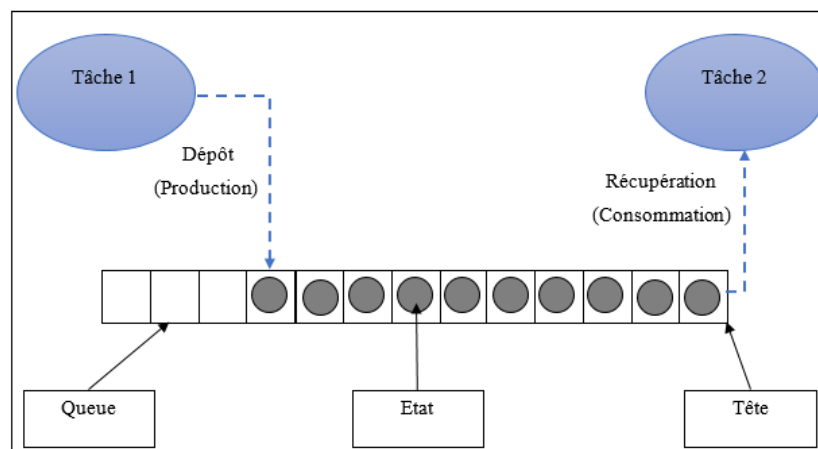 Tâche 1
Tâche 2
Dépôt
(Production)
Récupération
(Consommation)
Queue
Etat
Tête